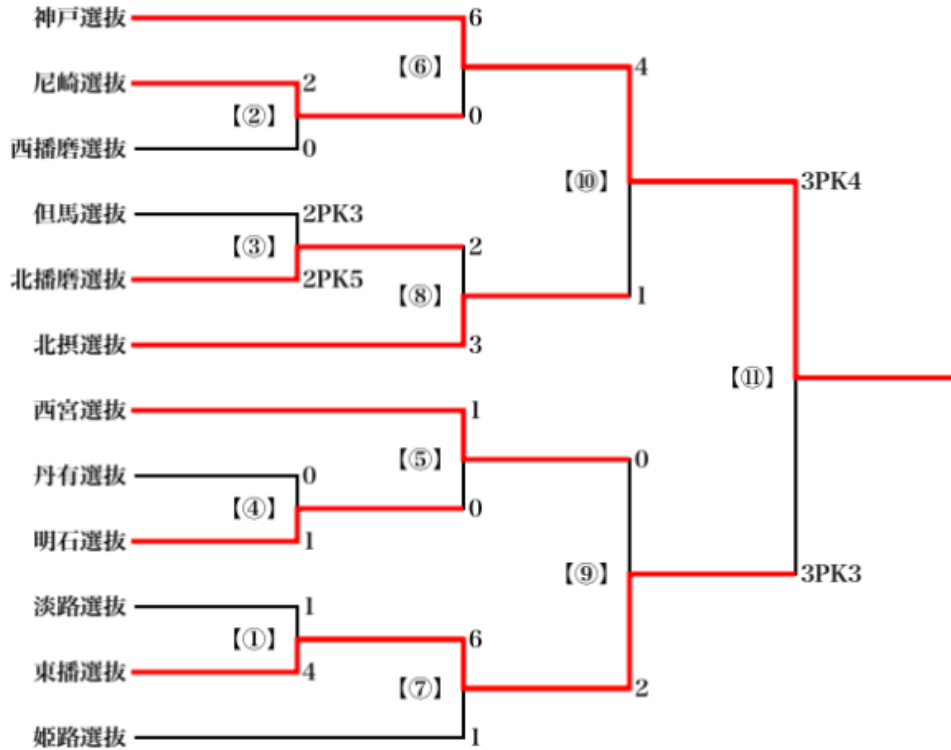 神戸選抜
6
【⑥】
4
尼崎選抜
2
【②】
0
西播磨選抜
0
【⑩】
3PK4
但馬選抜
2PK3
【③】
2
北播磨選抜
2PK5
【⑧】
1
北摂選抜
3
【⑪】
西宮選抜
1
【⑤】
0
丹有選抜
0
【④】
0
明石選抜
1
【⑨】
3PK3
淡路選抜
1
【①】
6
東播選抜
4
【⑦】
2
姫路選抜
1